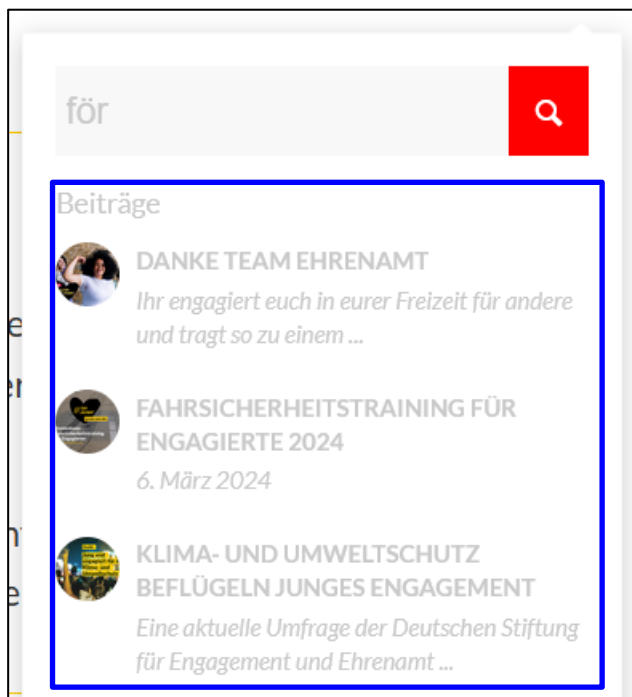 för
Beiträge
DANKE TEAM EHRENAMT
Ihr engagiert euch in eurer Freizeit für andere
und tragt so zu einem ...
FAHRSICHERHEITSTRAINING FÜR
ENGAGIERTE 2024
6. März 2024
KLIMA- UND UMWELTSCHUTZ
BEFLÜGELN JUNGES ENGAGEMENT
Eine aktuelle Umfrage der Deutschen Stiftung
für Engagement und Ehrenamt ...